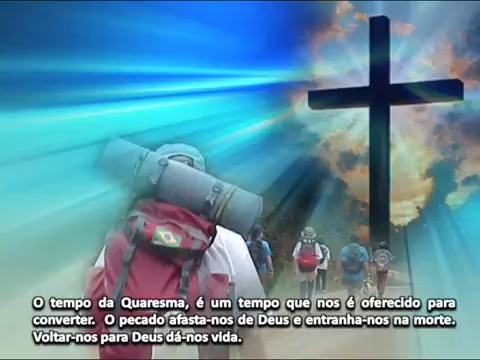 O tempo da Quaresma, é um tempo que nos é oferecido para
converter. O pecado afasta-nos de Deus e entranha-nos na morte.
Voltar-nos para Deus dá-nos vida.